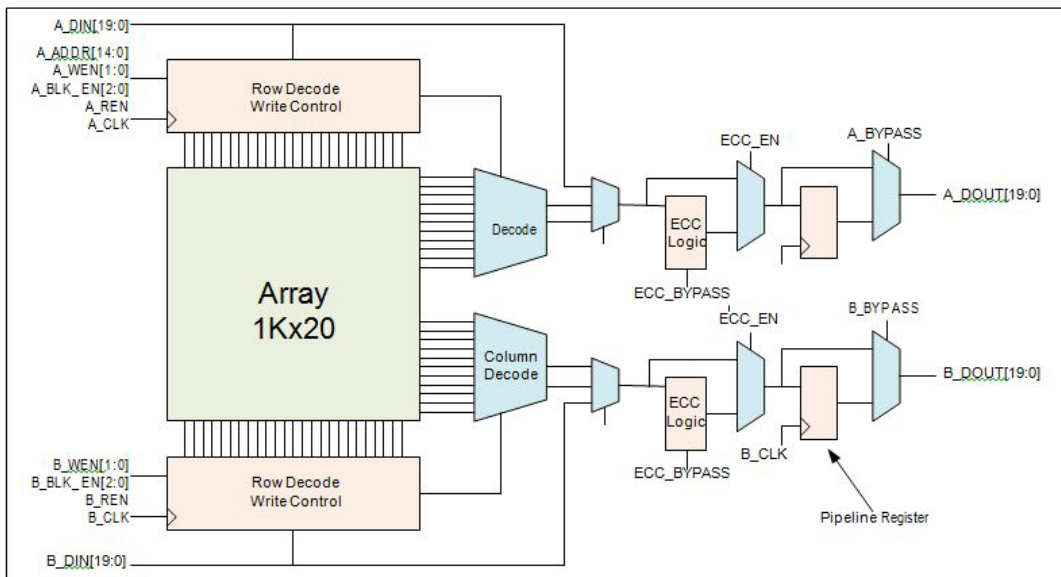 A_DIN[19:0]
A_ADDR[14:0]
A_WEN[1:0]
A_BLK_EN[2:0]
A_REN
A_CLK
Row Decode
Write Control
Array
1Kx20
Decode
ECC_EN
ECC
Logic
ECC_BYPASS
A_BYPASS
A_DOUT[19:0]
Column
Decode
ECC_EN
ECC
Logic
ECC_BYPASS
B_BYPASS
B_DOUT[19:0]
B_CLK
Pipeline Register
B_WEN[1:0]
B_BLK_EN[2:0]
B_REN
B_CLK
Row Decode
Write Control
B_DIN[19:0]